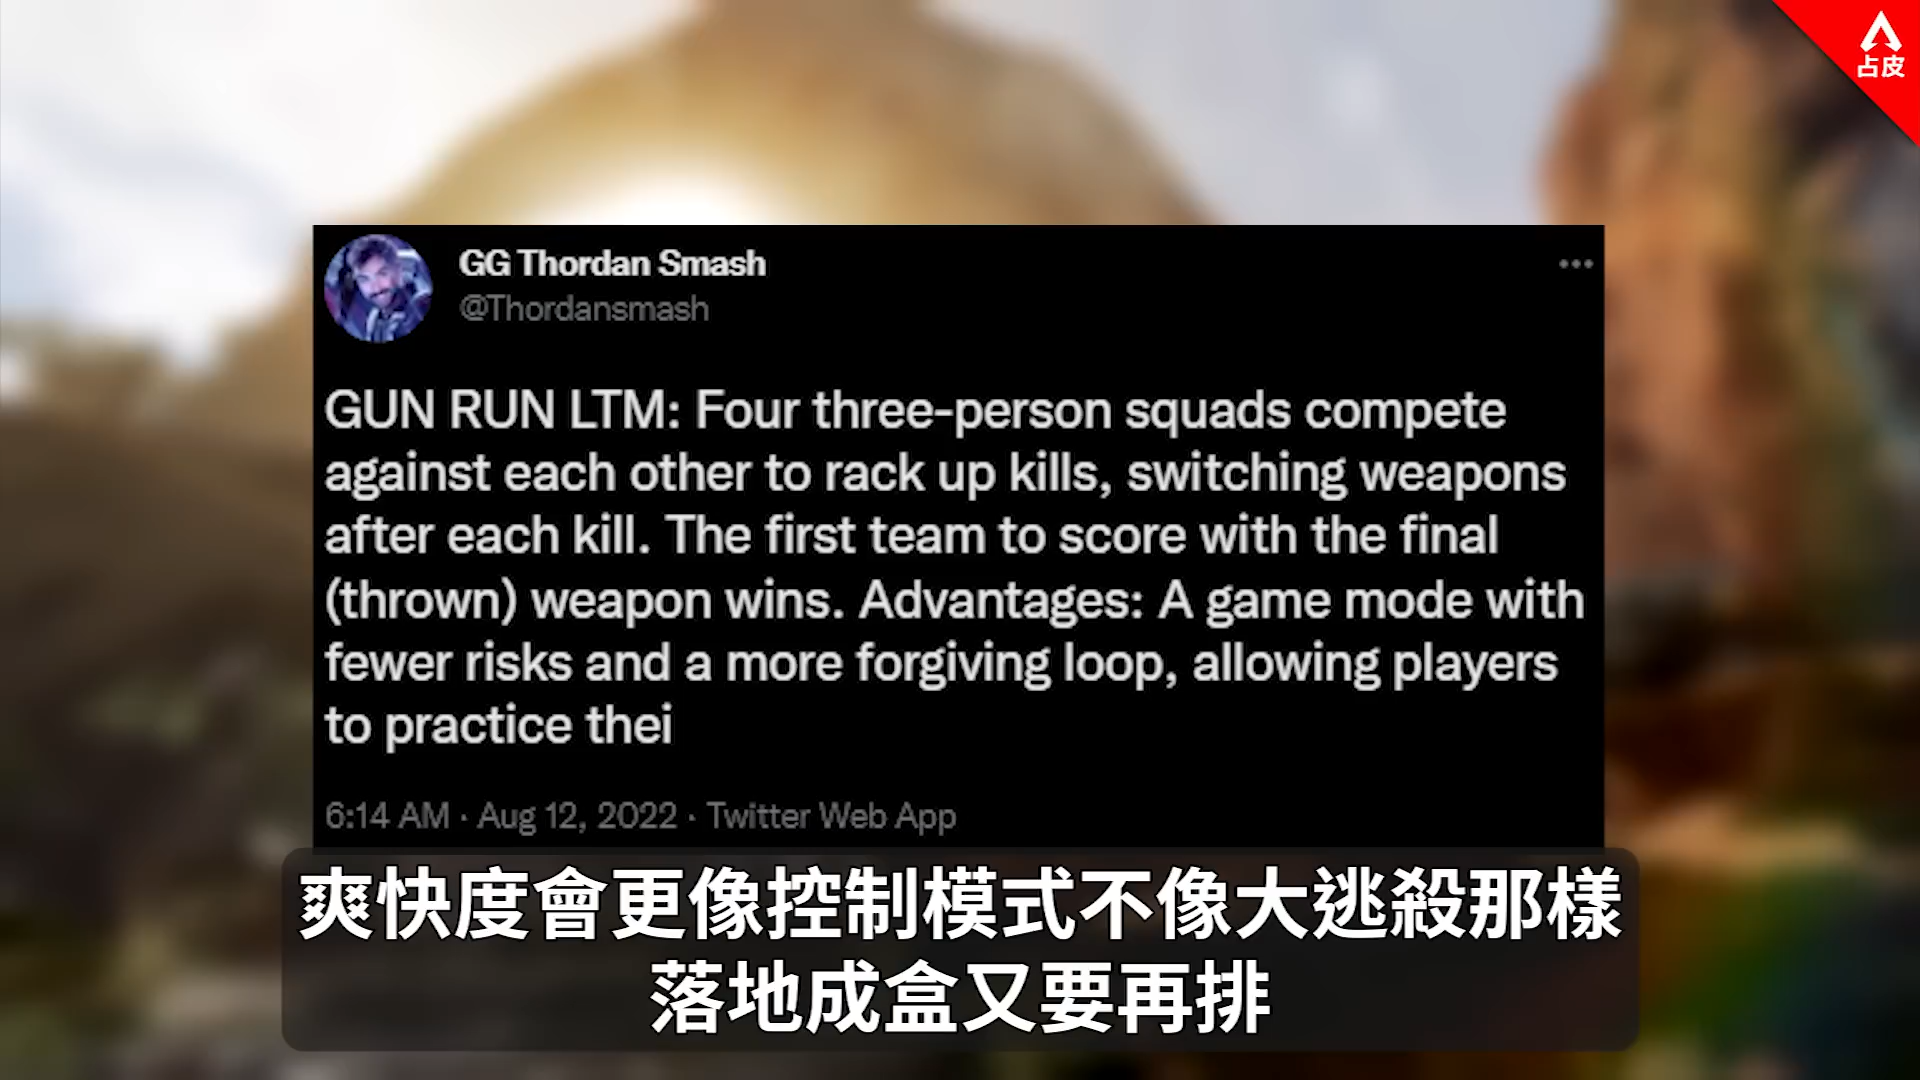 占皮
GG Thordan Smash
@Thordansmash
GUN RUN LTM: Four three-person squads compete
against each other to rack up kills, switching weapons
after each kill. The first team to score with the final
(thrown) weapon wins. Advantages: A game mode with
fewer risks and a more forgiving loop, allowing players
to practice thei
6:14 AM · Aug 12, 2022 · Twitter Web App
爽快度會更像控制模式不像大逃殺那樣
落地成盒又要再排